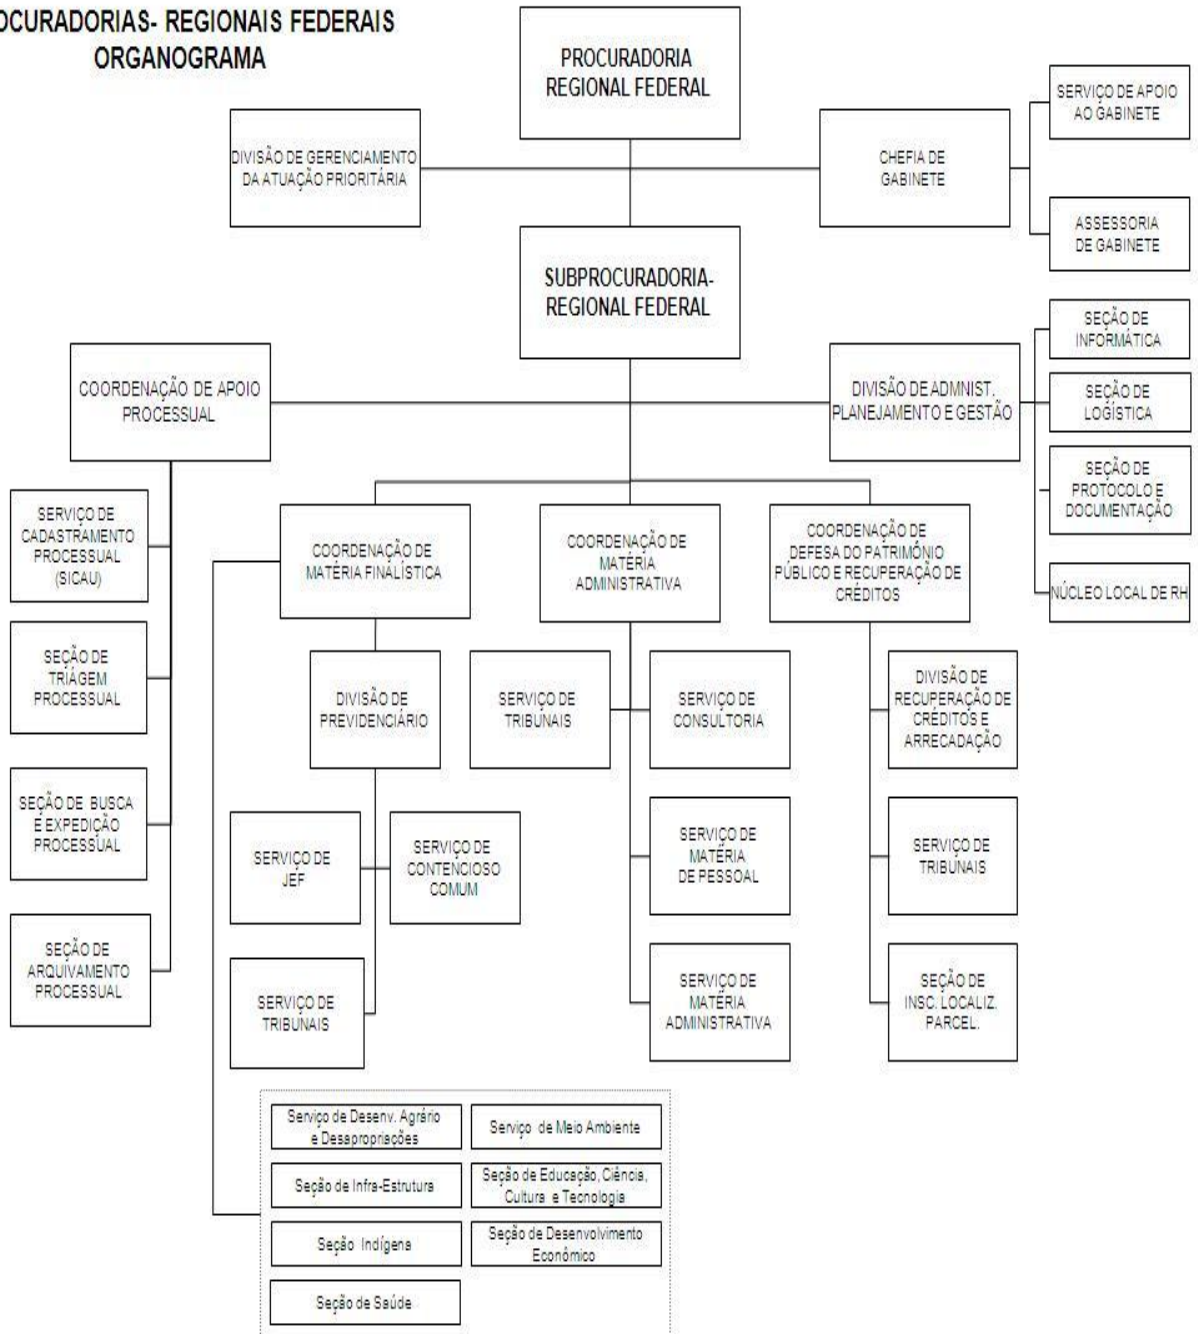 OCURADORIAS- REGIONAIS FEDERAIS
ORGANOGRAMA
PROCURADORIA
REGIONAL FEDERAL
DIVISÃO DE GERENCIAMENTO
DA ATUAÇÃO PRIORITÁRIA
CHEFIA DE
GABINETE
SERVIÇO DE APOIO
AO GABINETE
ASSESSORIA
DE GABINETE
SUBPROCURADORIA-
REGIONAL FEDERAL
COORDENAÇÃO DE APOIO
PROCESSUAL
DIVISÃO DE ADMNIST.
PLANEJAMENTO E GESTÃO
SEÇÃO DE
INFORMÁTICA
SEÇÃO DE
LOGÍSTICA
SEÇÃO DE
PROTOCOLO E
DOCUMENTAÇÃO
NÚCLEO LOCAL DE RH
SERVIÇO DE
CADASTRAMENTO
PROCESSUAL
(SICAU)
SEÇÃO DE
TRIÁGEM
PROCESSUAL
SEÇÃO DE BUSCA
E EXPEDIÇÃO
PROCESSUAL
SEÇÃO DE
ARQUIVAMENTO
PROCESSUAL
COORDENAÇÃO DE
MATÉRIA FINALÍSTICA
COORDENAÇÃO DE
MATÉRIA
ADMINISTRATIVA
COORDENAÇÃO DE
DEFESA DO PATRIMÔNIO
PÚBLICO E RECUPERAÇÃO DE
CRÉDITOS
DIVISÃO DE
PREVIDENCIÁRIO
SERVIÇO DE
JEF
SERVIÇO DE
CONTENCIOSO
COMUM
SERVIÇO DE
TRIBUNAIS
SERVIÇO DE
TRIBUNAIS
SERVIÇO DE
CONSULTORIA
SERVIÇO DE
MATÉRIA
DE PESSOAL
SERVIÇO DE
MATÉRIA
ADMINISTRATIVA
DIVISÃO DE
RECUPERAÇÃO DE
CRÉDITOS E
ARRECADAÇÃO
SERVIÇO DE
TRIBUNAIS
SEÇÃO DE
INSC. LOCALIZ.
PARCEL.
Serviço de Desenv. Agrário
e Desapropriações
Serviço de Meio Ambiente
Seção de Infra-Estrutura
Seção de Educação, Ciência,
Cultura e Tecnologia
Seção Indígena
Seção de Desenvolvimento
Econômico
Seção de Saúde